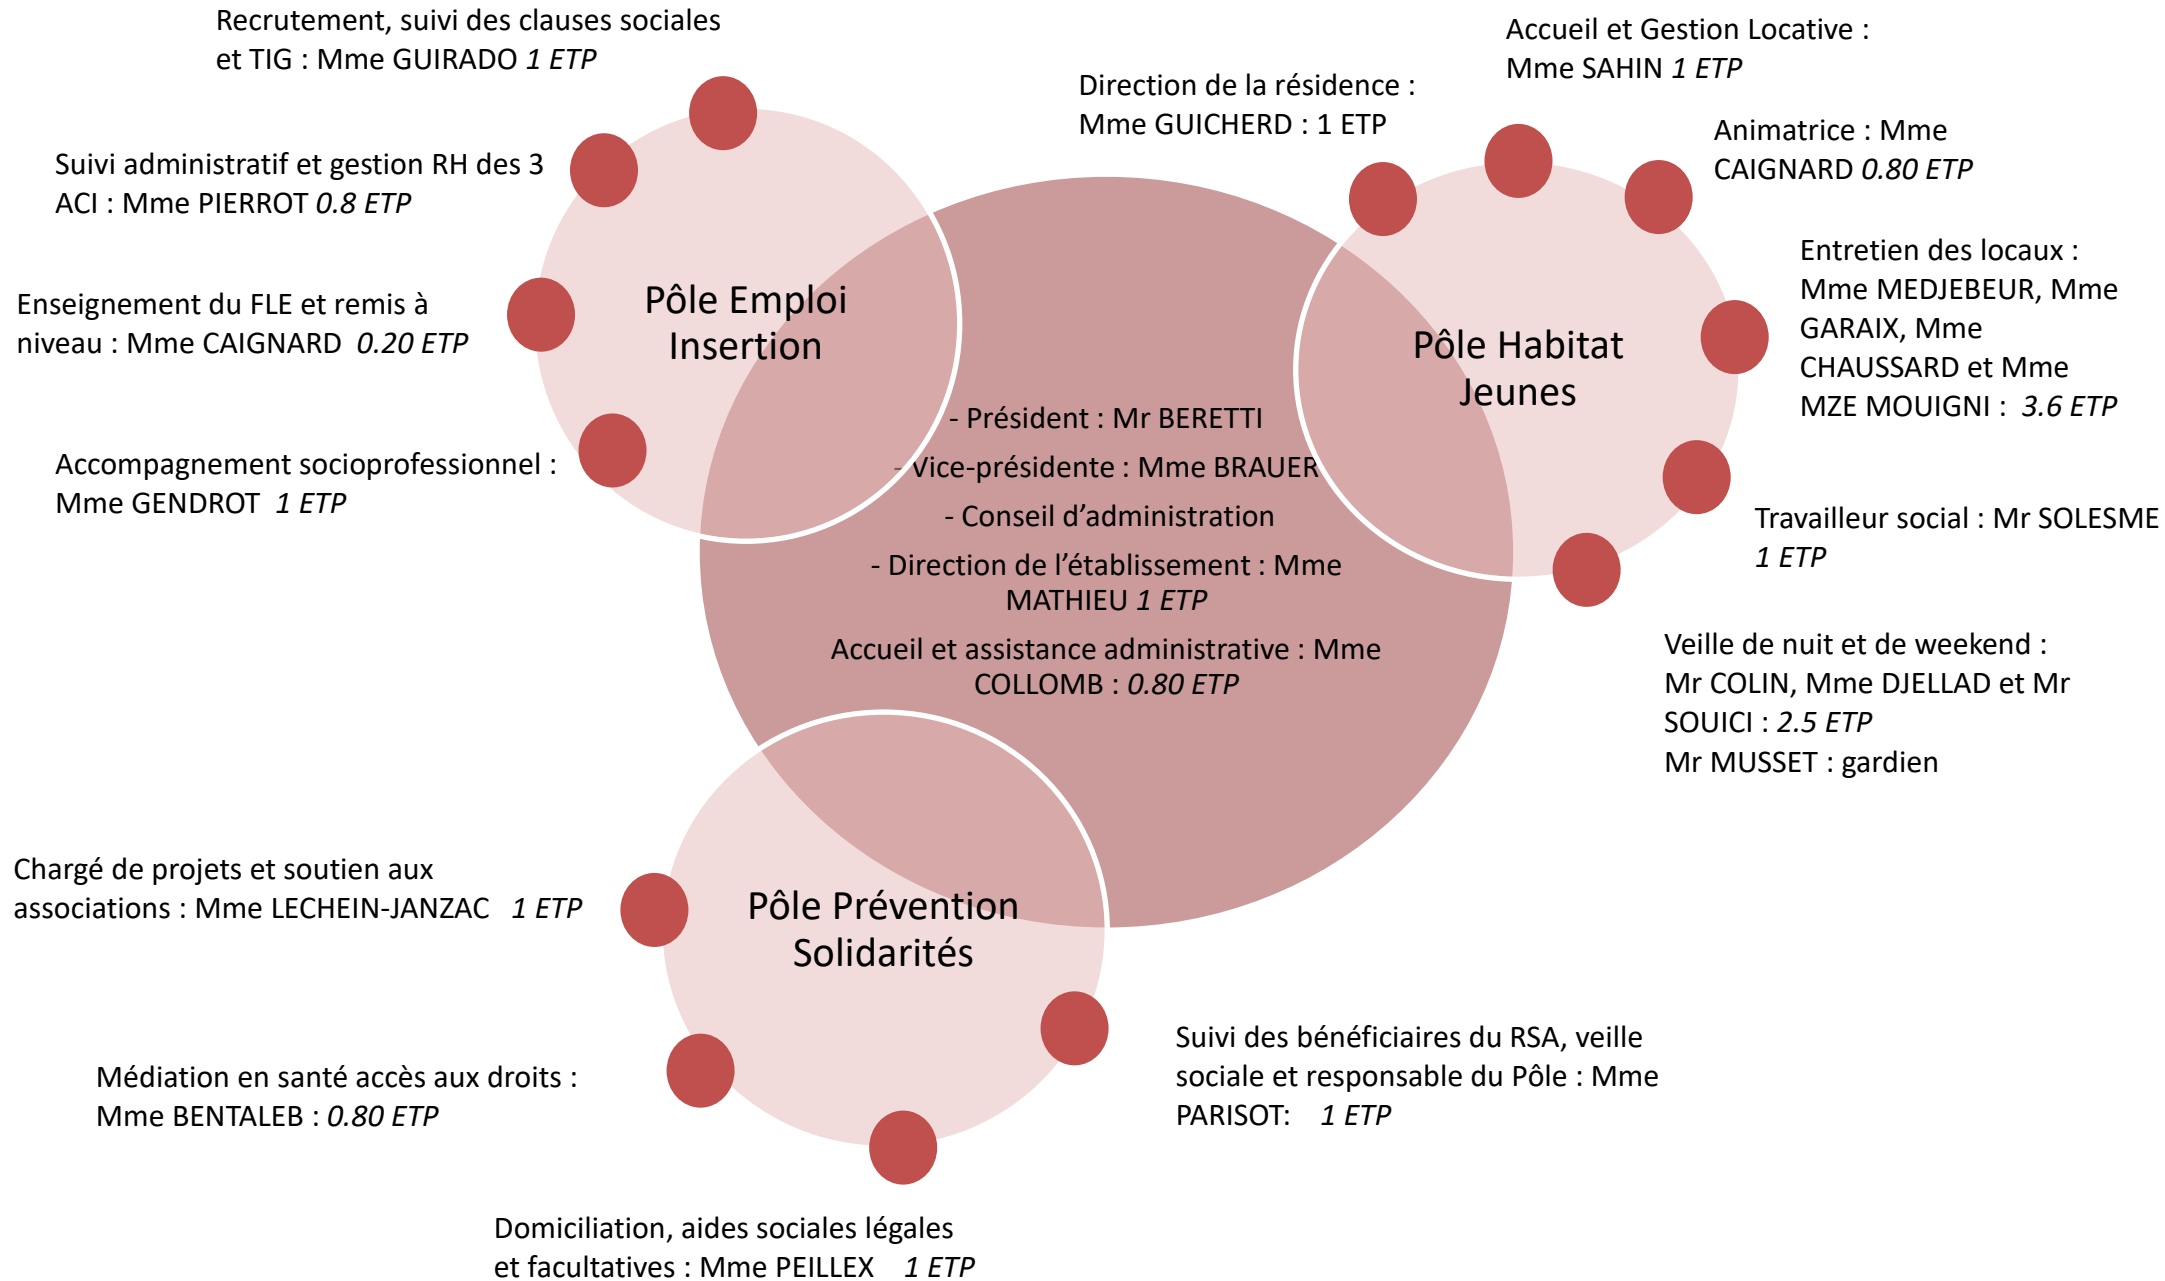 Recrutement, suivi des clauses sociales
et TIG : Mme GUIRADO 1 ETP
Suivi administratif et gestion RH des 3
ACI : Mme PIERROT 0.8 ETP
Enseignement du FLE et remis à
niveau : Mme CAIGNARD 0.20 ETP
Accompagnement socioprofessionnel :
Mme GENDROT 1 ETP
Pôle Emploi
Insertion
Direction de la résidence :
Mme GUICHERD : 1 ETP
Accueil et Gestion Locative :
Mme SAHIN 1 ETP
Animatrice : Mme
CAIGNARD 0.80 ETP
Entretien des locaux :
Mme MEDJEBEUR, Mme
GARAIX, Mme
CHAUSSARD et Mme
MZE MOUIGNI : 3.6 ETP
Travailleur social : Mr SOLESME
1 ETP
Veille de nuit et de weekend :
Mr COLIN, Mme DJELLAD et Mr
SOUICI : 2.5 ETP
Mr MUSSET : gardien
Pôle Habitat
Jeunes
- Président : Mr BERETTI
- Vice-présidente : Mme BRAUER
- Conseil d’administration
- Direction de l’établissement : Mme
MATHIEU 1 ETP
Accueil et assistance administrative : Mme
COLLOMB : 0.80 ETP
Chargé de projets et soutien aux
associations : Mme LECHEIN-JANZAC 1 ETP
Pôle Prévention
Solidarités
Médiation en santé accès aux droits :
Mme BENTALEB : 0.80 ETP
Suivi des bénéficiaires du RSA, veille
sociale et responsable du Pôle : Mme
PARISOT: 1 ETP
Domiciliation, aides sociales légales
et facultatives : Mme PEILLEX 1 ETP